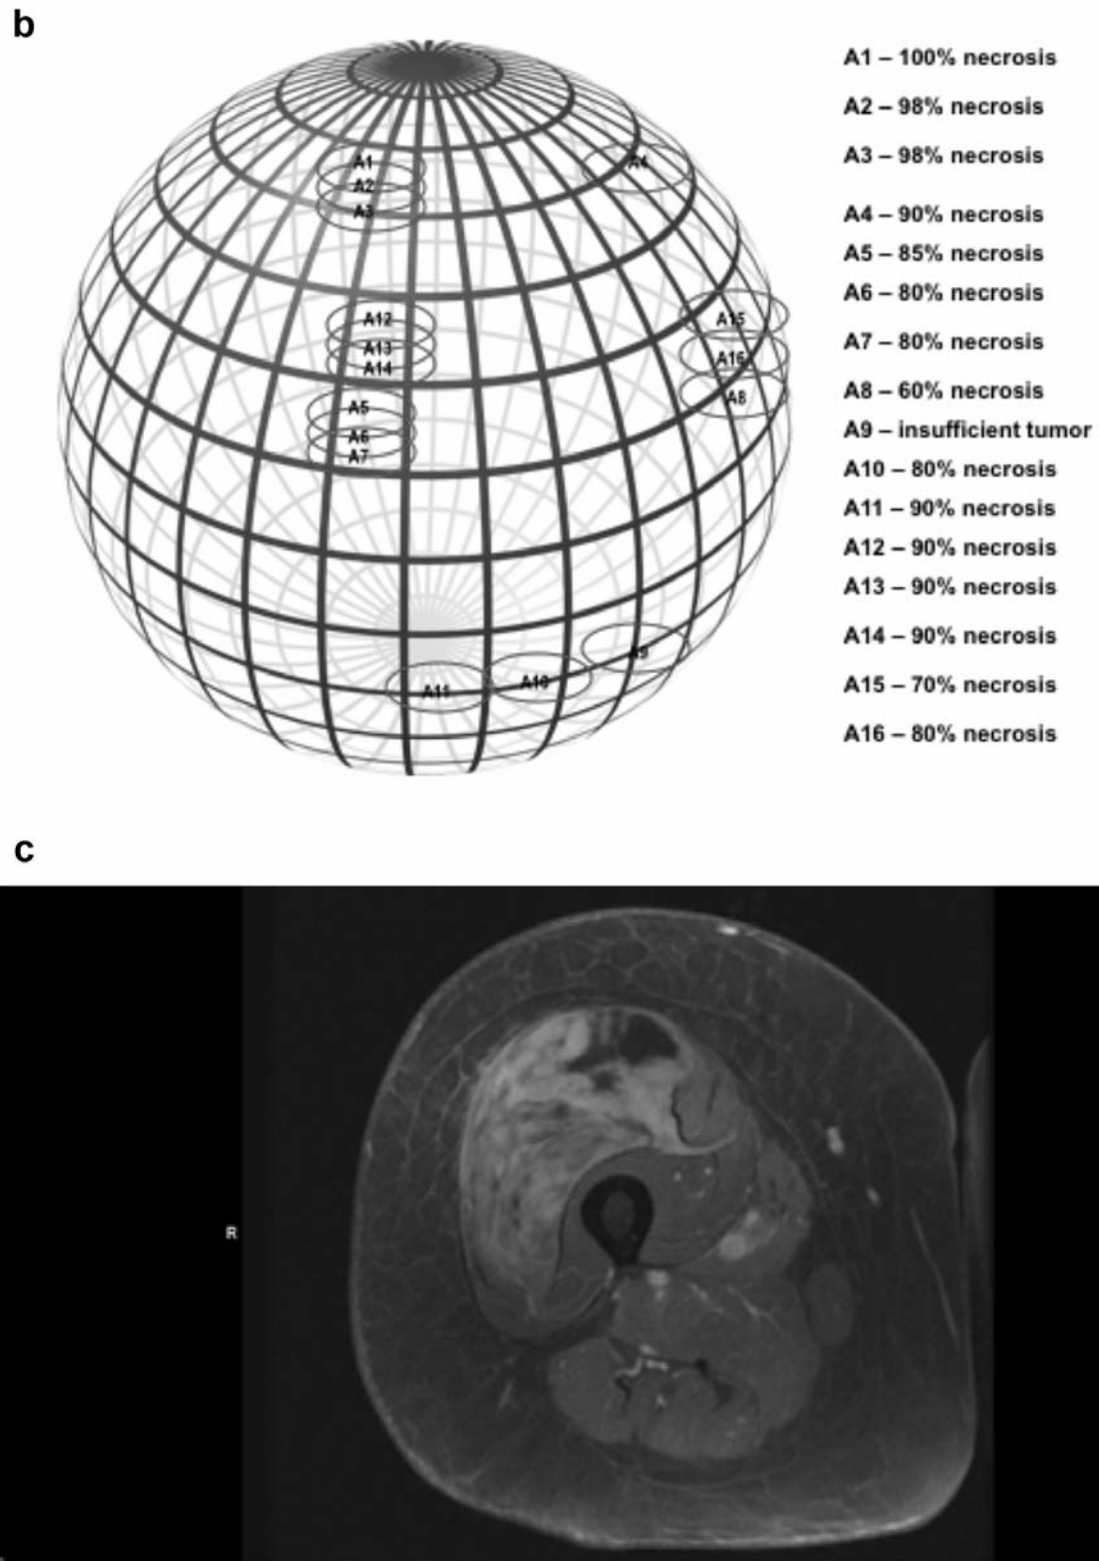 b
A1 – 100% necrosis
A2 – 98% necrosis
A3 – 98% necrosis
A4 – 90% necrosis
A5 – 85% necrosis
A6 – 80% necrosis
A7 – 80% necrosis
A8 – 60% necrosis
A9 – insufficient tumor
A10 – 80% necrosis
A11 – 90% necrosis
A12 – 90% necrosis
A13 – 90% necrosis
A14 – 90% necrosis
A15 – 70% necrosis
A16 – 80% necrosis
A1
A2
A3
A4
A12
A13
A14
A5
A6
A7
A15
A16
A8
A9
A10
A11
c
R